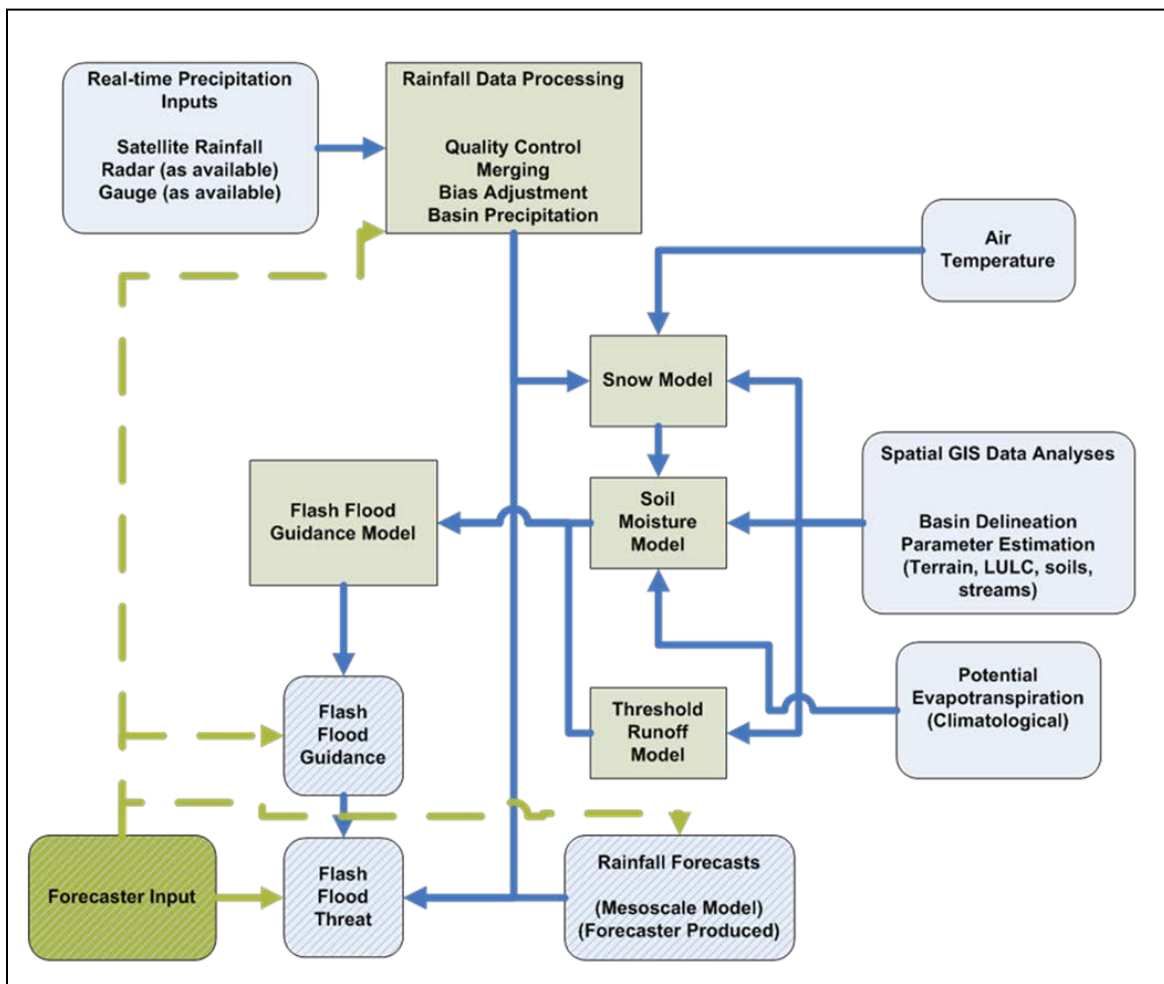 Real-time Precipitation
Inputs
Satellite Rainfall
Radar (as available)
Gauge (as available)
Rainfall Data Processing
Quality Control
Merging
Bias Adjustment
Basin Precipitation
Air
Temperature
Snow Model
Spatial GIS Data Analyses
Basin Delineation
Parameter Estimation
(Terrain, LULC, soils,
streams)
Flash Flood
Guidance Model
Soil
Moisture
Model
Potential
Evapotranspiration
(Climatological)
Flash
Flood
Guidance
Threshold
Runoff
Model
Forecaster Input
Flash
Flood
Threat
Rainfall Forecasts
(Mesoscale Model)
(Forecaster Produced)